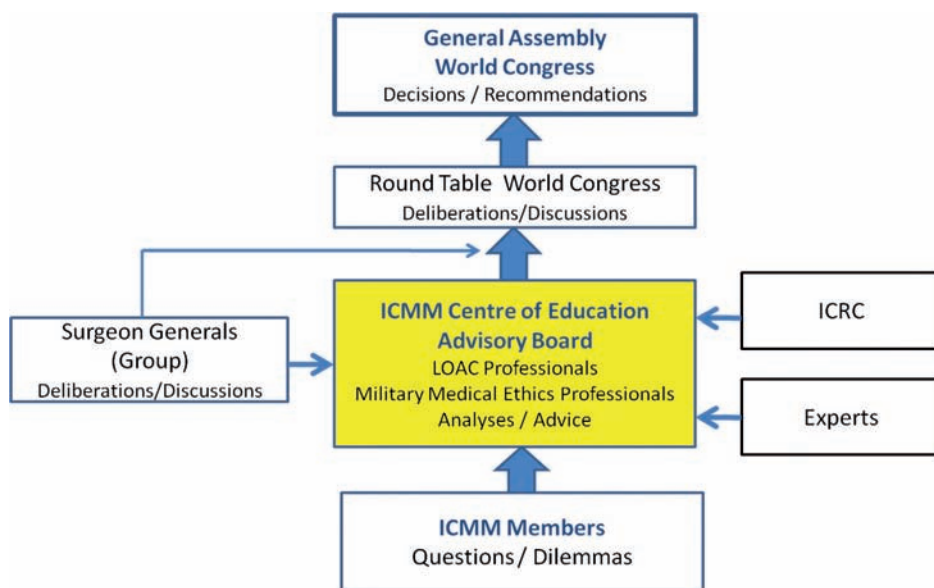 General Assembly
World Congress
Decisions / Recommendations
Round Table World Congress
Deliberations/Discussions
Surgeon Generals
(Group)
Deliberations/Discussions
ICMM Centre of Education
Advisory Board
LOAC Professionals
Military Medical Ethics Professionals
Analyses / Advice
ICRC
Experts
ICMM Members
Questions / Dilemmas